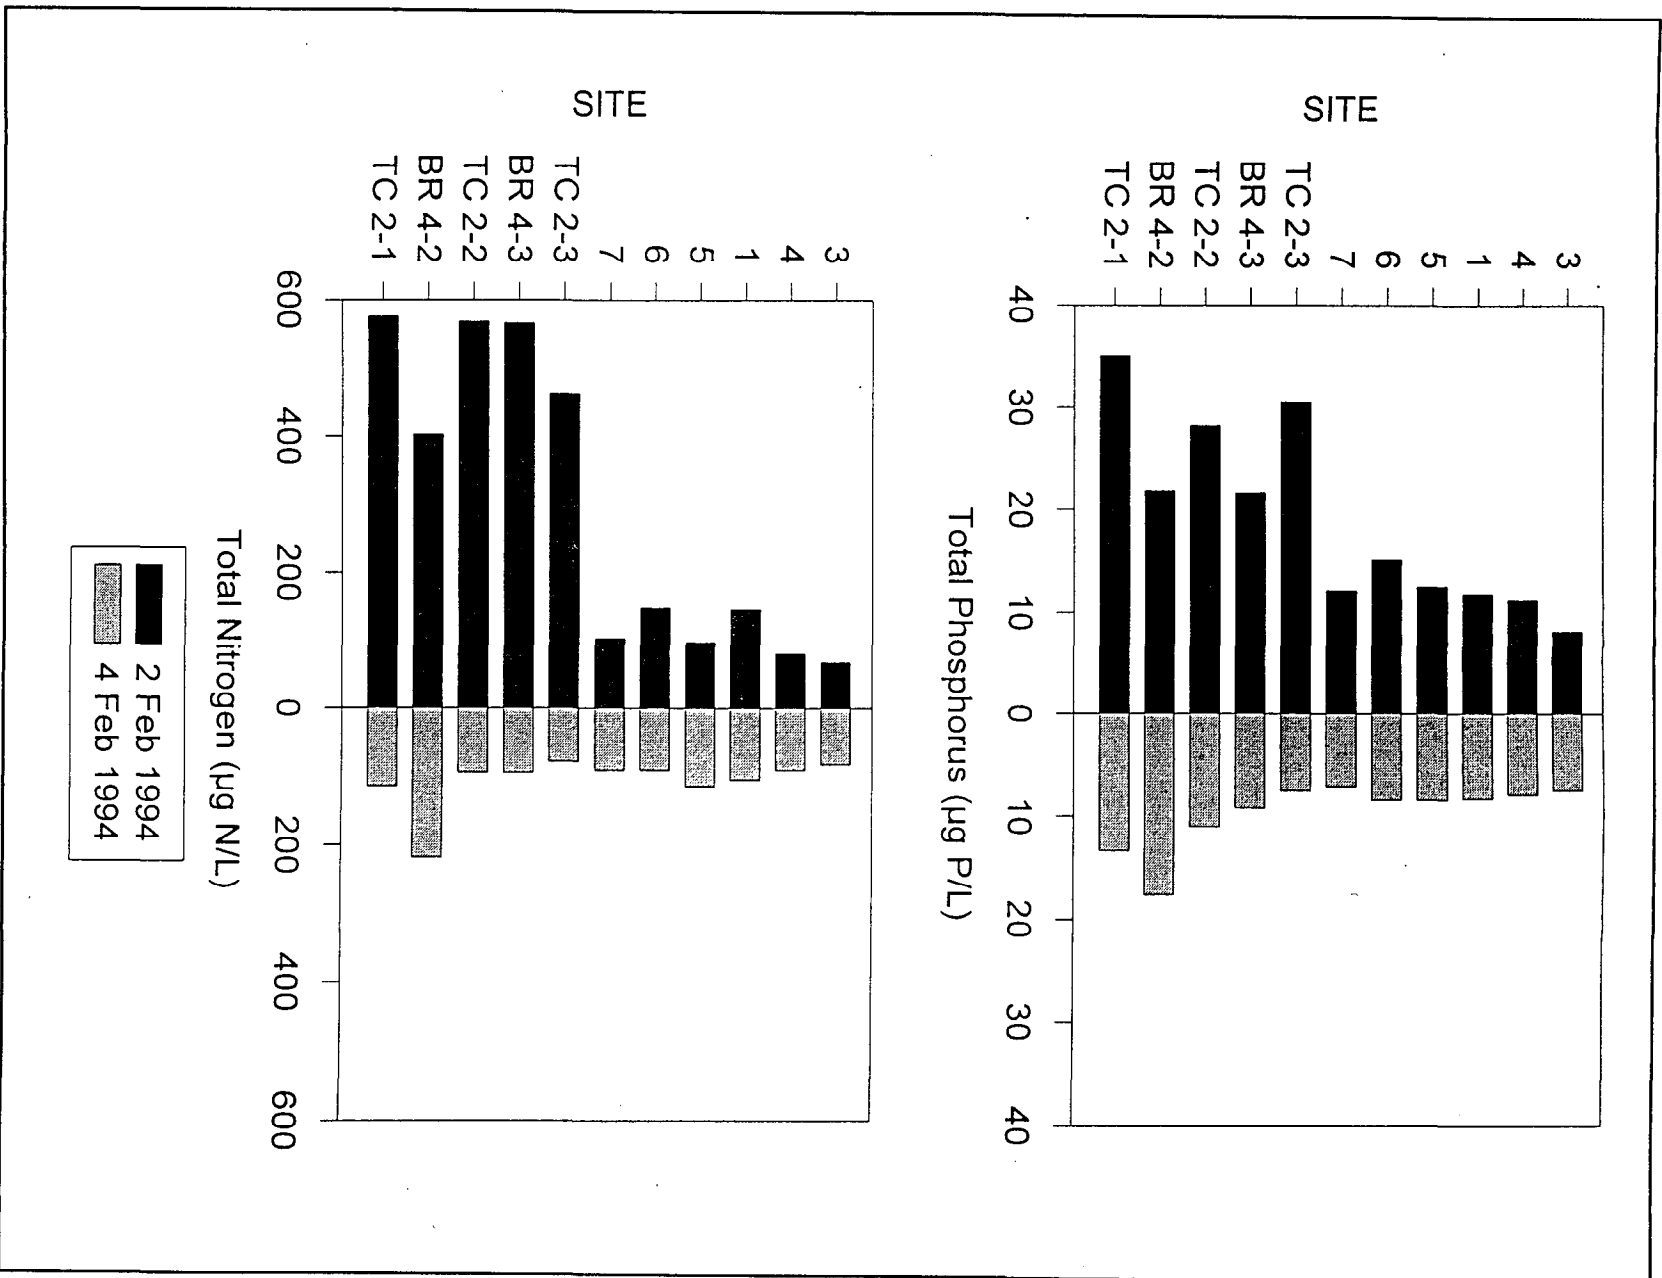 SITE
3
4
1
5
6
7
TC 2-3
BR 4-3
TC 2-2
BR 4-2
TC 2-1
40 30 20 10 0 10 20 30 40
Total Phosphorus (µg P/L)
SITE
3
4
1
5
6
7
TC 2-3
BR 4-3
TC 2-2
BR 4-2
TC 2-1
600 400 200 0 200 400 600
Total Nitrogen (µg N/L)
2 Feb 1994
4 Feb 1994